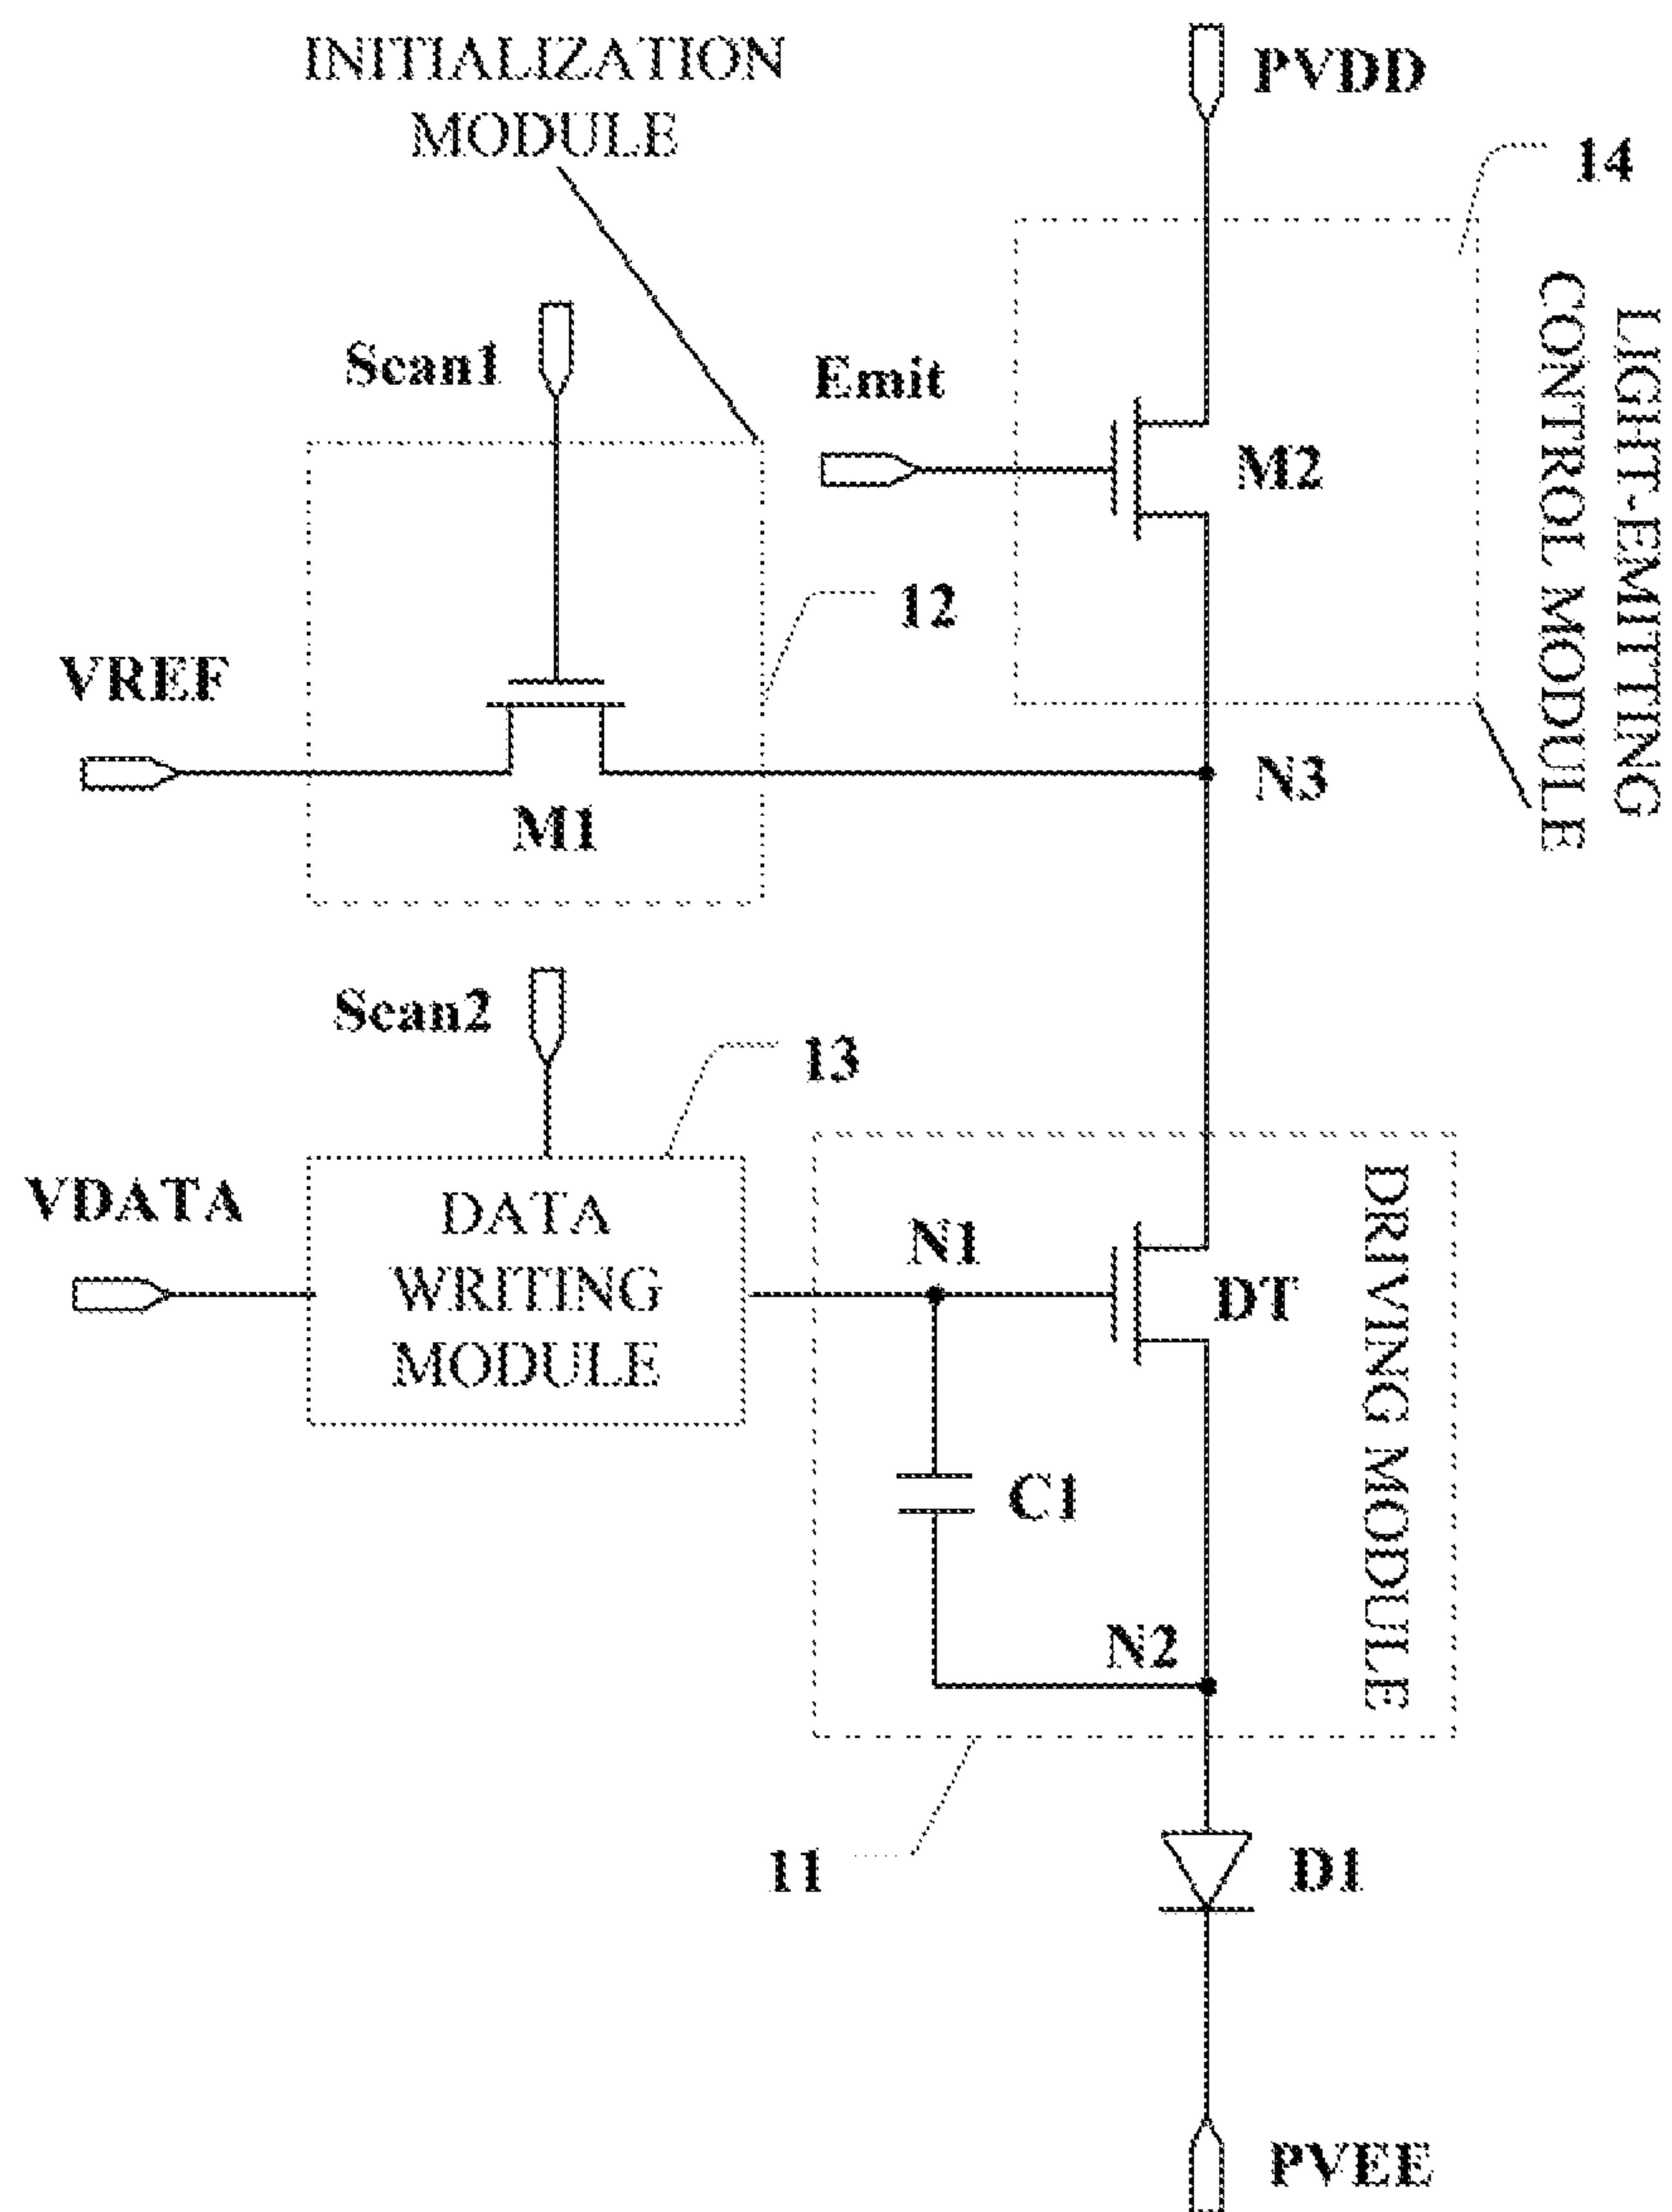 INITIALIZATION
MODULE
PVDD
14
LIGHT-EMITTING
CONTROL MODULE
Scan1
Emit
M2
12
VREF
N3
M1
Scan2
13
VDATA
DATA
WRITING
MODULE
N1
DT
DRIVING MODULE
C1
N2
11
D1
PVEE